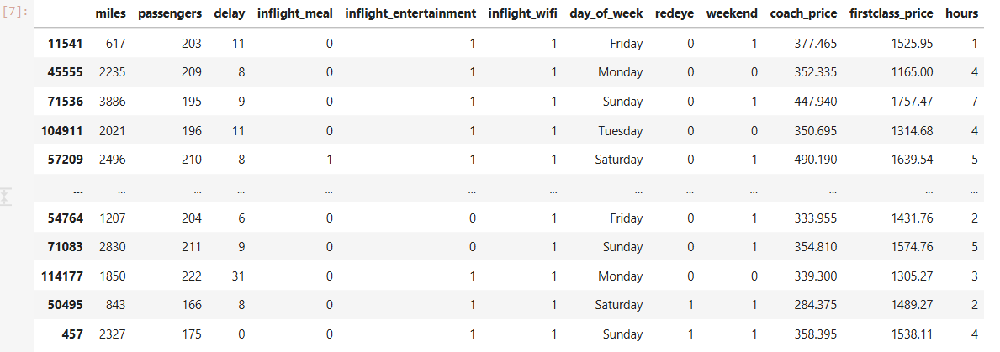 [7]:
miles passengers delay inflight_meal inflight_entertainment inflight_wifi day_of_week redeye weekend coach_price firstclass_price hours
11541 617 203 11 0 1 1 Friday 0 1 377.465 1525.95 1
45555 2235 209 8 0 1 1 Monday 0 0 352.335 1165.00 4
71536 3886 195 9 0 1 1 Sunday 0 1 447.940 1757.47 7
104911 2021 196 11 0 1 1 Tuesday 0 0 350.695 1314.68 4
57209 2496 210 8 1 1 1 Saturday 0 1 490.190 1639.54 5
... ... ... ... ... ... ... ... ... ... ... ... ...
54764 1207 204 6 0 0 1 Friday 0 1 333.955 1431.76 2
71083 2830 211 9 0 0 1 Sunday 0 1 354.810 1574.76 5
114177 1850 222 31 0 1 1 Monday 0 0 339.300 1305.27 3
50495 843 166 8 0 1 1 Saturday 1 1 284.375 1489.27 2
457 2327 175 0 0 1 1 Sunday 1 1 358.395 1538.11 4